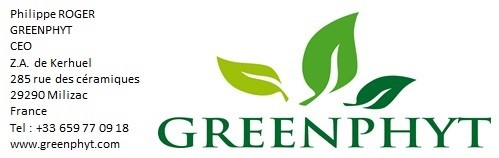 Philippe ROGER
GREENPHYT
CEO
Z.A. de Kerhuel
285 rue des céramiques
29290 Milizac
France
Tel : +33 659 77 09 18
www.greenphyt.com
GREENPHYT